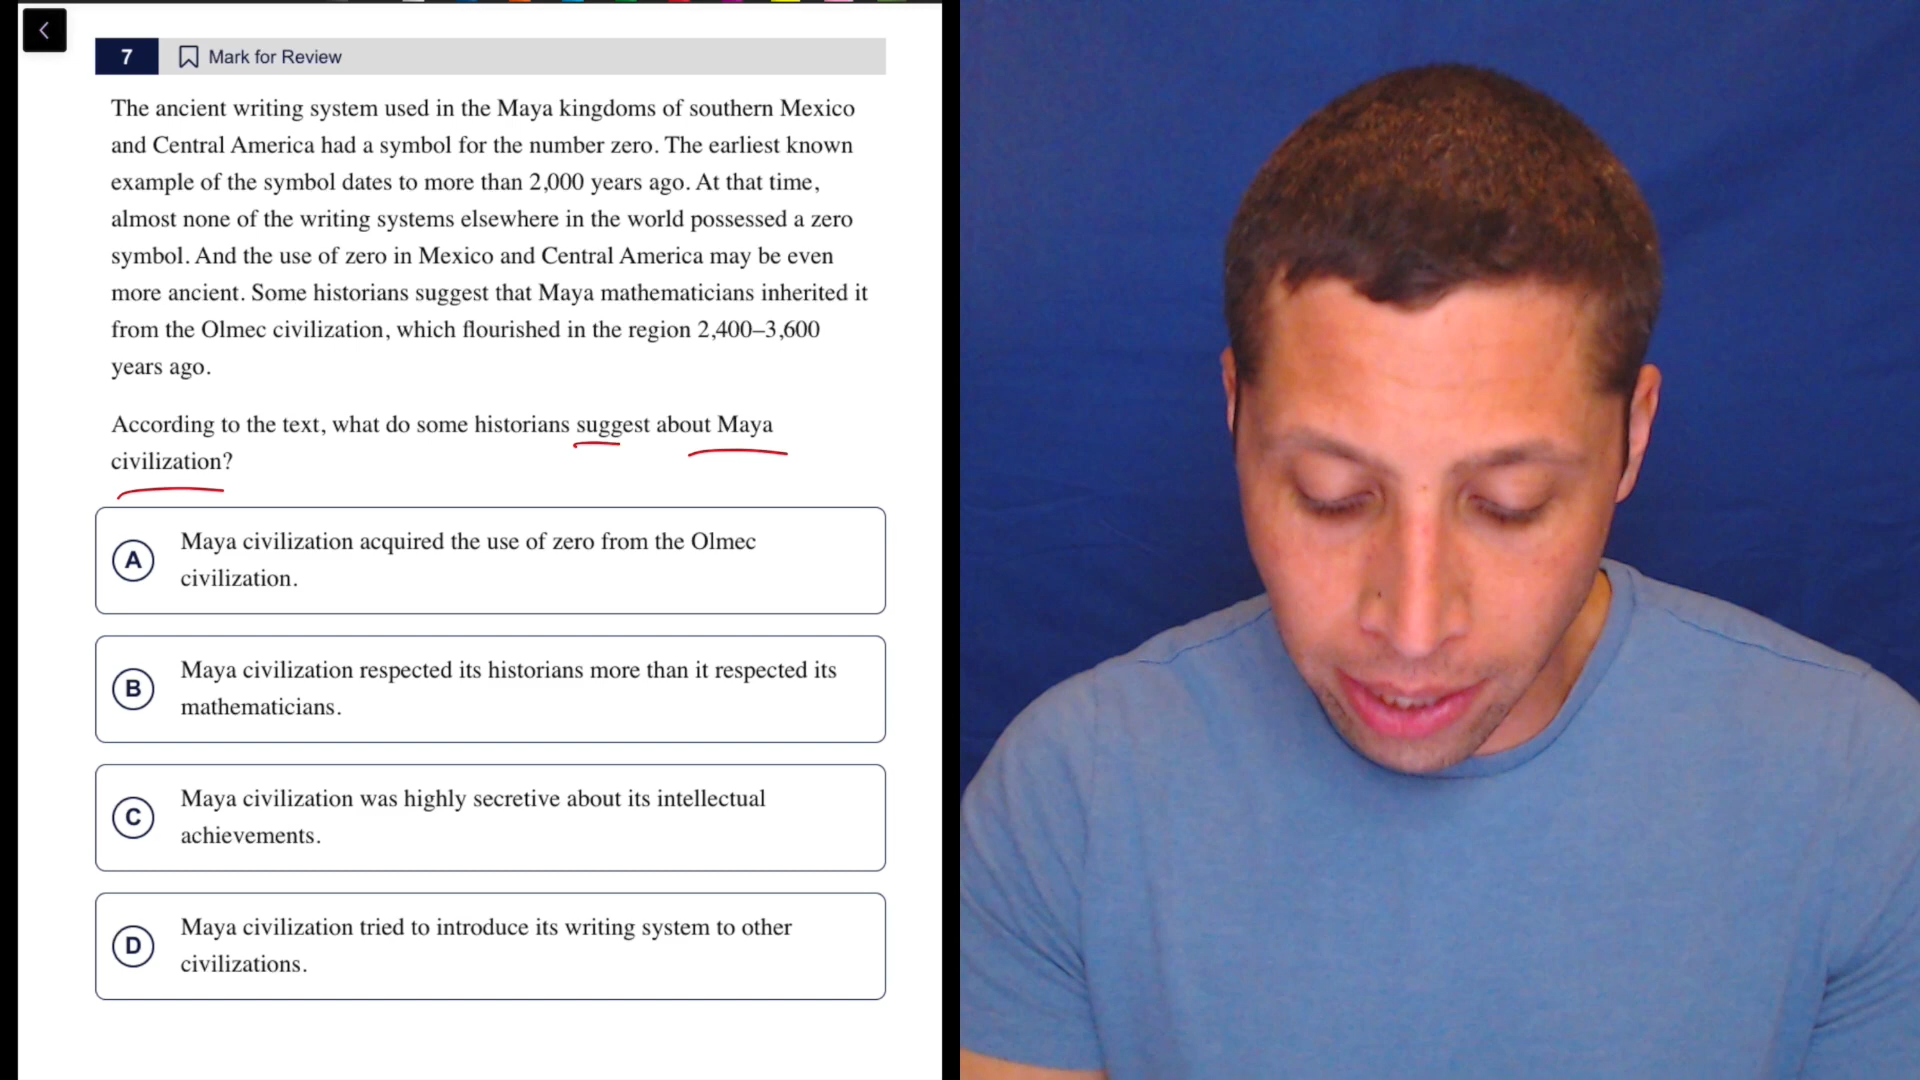 7 Mark for Review
The ancient writing system used in the Maya kingdoms of southern Mexico
and Central America had a symbol for the number zero. The earliest known
example of the symbol dates to more than 2,000 years ago. At that time,
almost none of the writing systems elsewhere in the world possessed a zero
symbol. And the use of zero in Mexico and Central America may be even
more ancient. Some historians suggest that Maya mathematicians inherited it
from the Olmec civilization, which flourished in the region 2,400–3,600
years ago.
According to the text, what do some historians suggest about Maya
civilization?
A Maya civilization acquired the use of zero from the Olmec
civilization.
B Maya civilization respected its historians more than it respected its
mathematicians.
C Maya civilization was highly secretive about its intellectual
achievements.
D Maya civilization tried to introduce its writing system to other
civilizations.